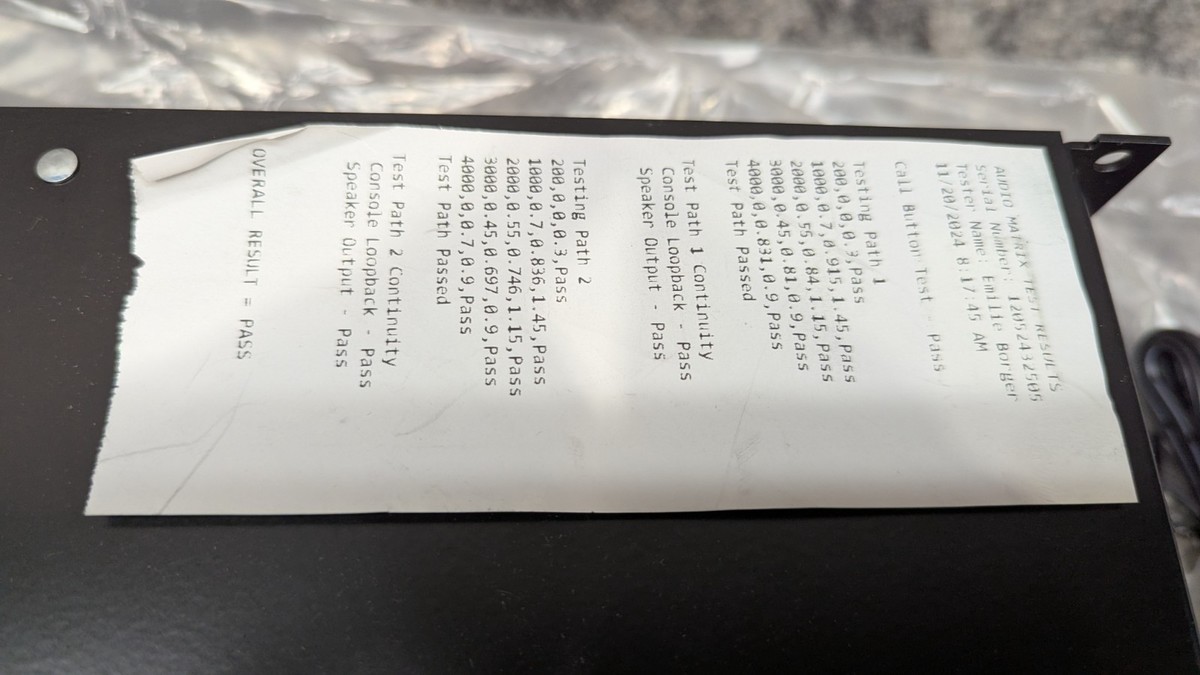 AUDIO MATRIX TEST RESULTS
Serial Number: 12052432505
Tester Name: Emilie Borger
11/20/2024 8:17:45 AM
Call Button Test - Pass
Testing Path 1
200,0,0,0.3,Pass
1000,0.7,0.915,1.45,Pass
2000,0.55,0.84,1.15,Pass
3000,0.45,0.81,0.9,Pass
4000,0,0.831,0.9,Pass
Test Path Passed
Test Path 1 Continuity
Console Loopback - Pass
Speaker Output - Pass
Testing Path 2
200,0,0,0.3,Pass
1000,0.7,0.836,1.45,Pass
2000,0.55,0.746,1.15,Pass
3000,0.45,0.697,0.9,Pass
4000,0,0.7,0.9,Pass
Test Path Passed
Test Path 2 Continuity
Console Loopback - Pass
Speaker Output - Pass
OVERALL RESULT = PASS